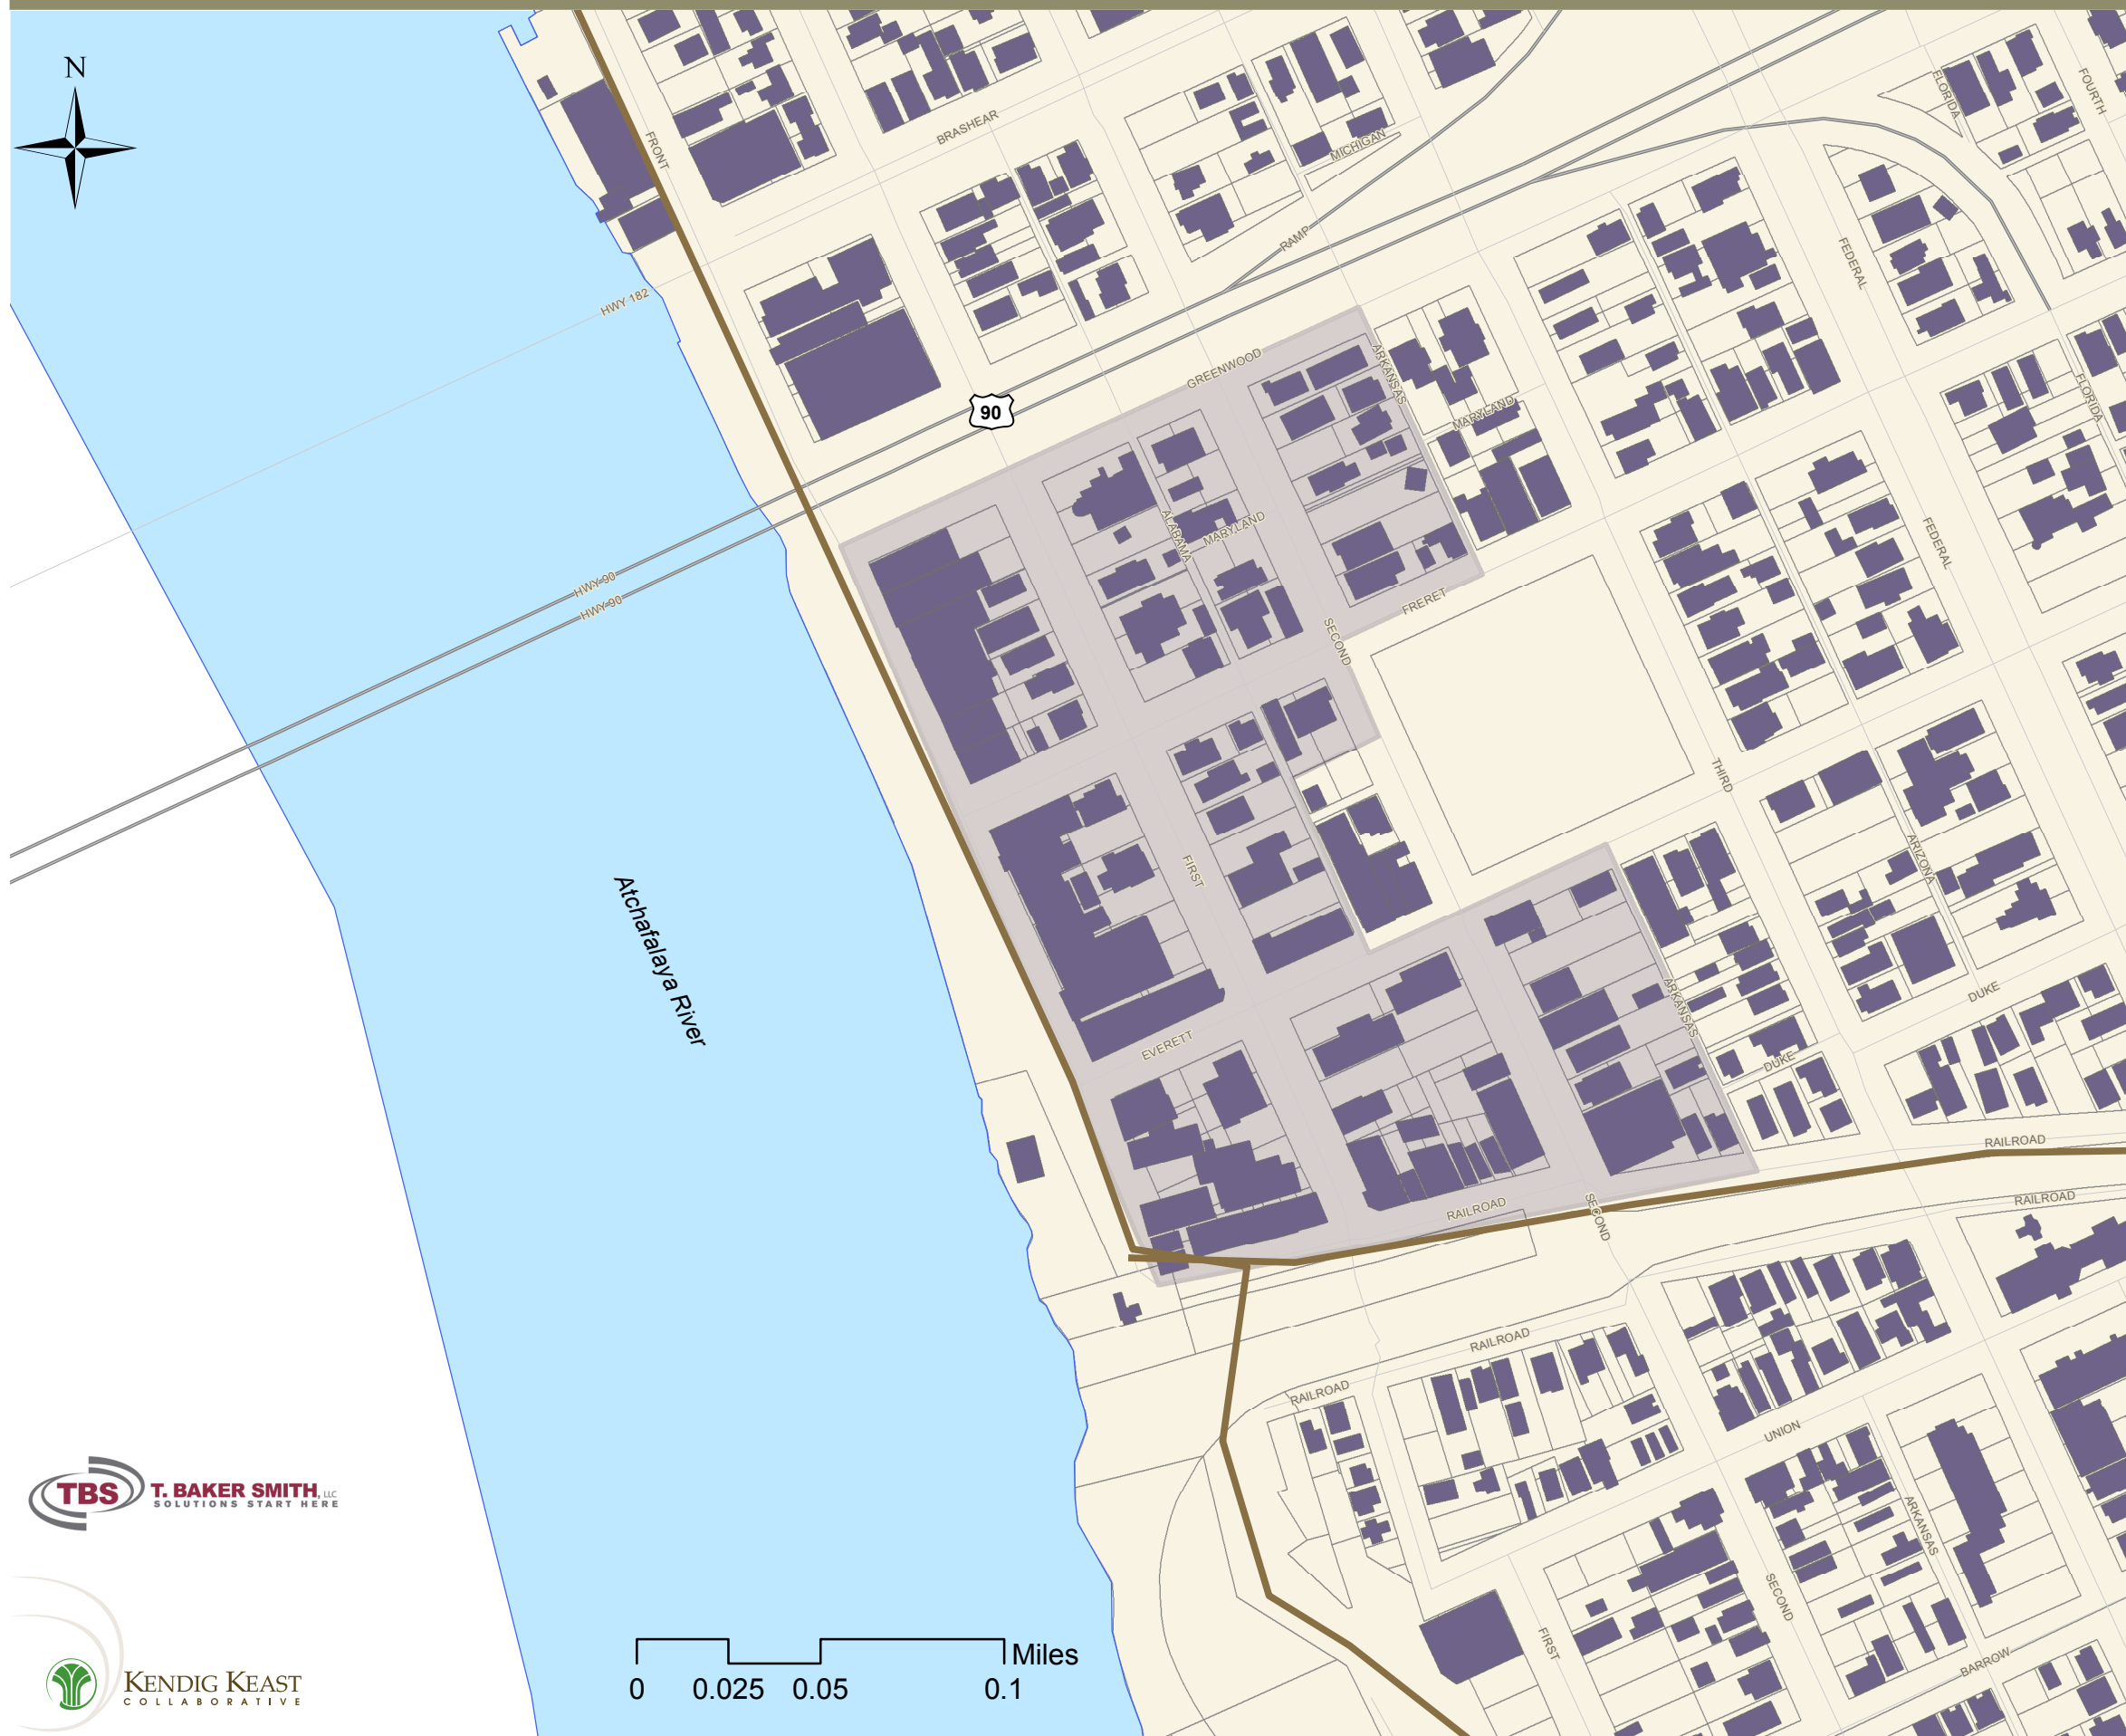 N
FRONT
BRASHEAR
MICHIGAN
FLORIDA
FOURTH
RAMP
FEDERAL
HWY 182
GREENWOOD
ARKANSAS
MARYLAND
FLORIDA
90
ALABAMA
MARYLAND
FEDERAL
HWY 90
HWY 90
FRERET
SECOND
THIRD
FIRST
ARIZONA
Atchafalaya River
DUKE
ARKANSAS
EVERETT
DUKE
RAILROAD
RAILROAD
RAILROAD
SECOND
RAILROAD
RAILROAD
UNION
ARKANSAS
SECOND
FIRST
BARROW
TBS
T. BAKER SMITH, LLC
SOLUTIONS START HERE
KENDIG KEAST
COLLABORATIVE
Miles
0 0.025 0.05 0.1